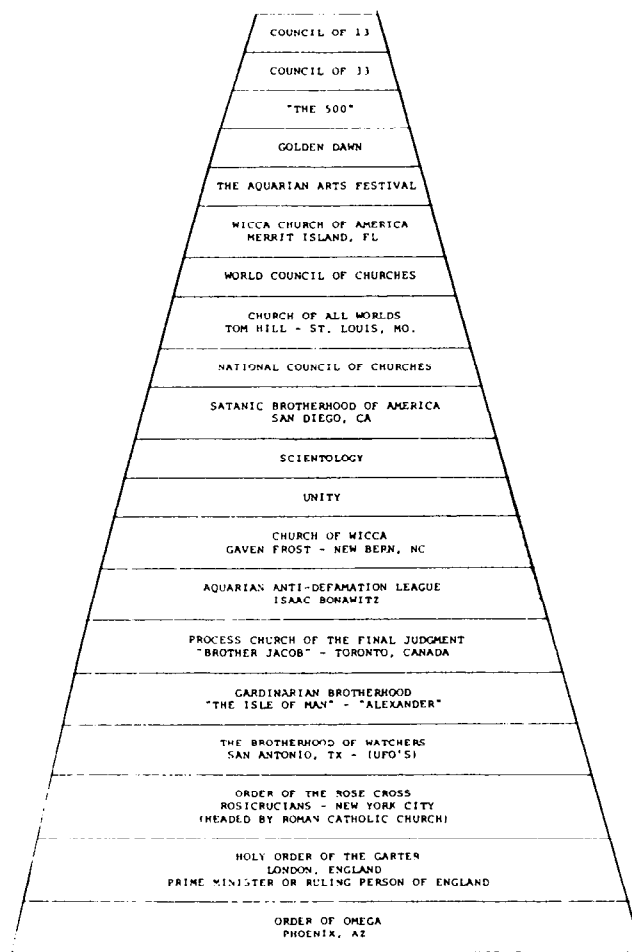 COUNCIL OF 13
COUNCIL OF 33
"THE 500"
GOLDEN DAWN
THE AQUARIAN ARTS FESTIVAL
WICCA CHURCH OF AMERICA
MERRIT ISLAND, FL
WORLD COUNCIL OF CHURCHES
CHURCH OF ALL WORLDS
TOM HILL - ST. LOUIS, MO.
NATIONAL COUNCIL OF CHURCHES
SATANIC BROTHERHOOD OF AMERICA
SAN DIEGO, CA
SCIENTOLOGY
UNITY
CHURCH OF WICCA
GAVEN FROST - NEW BERN, NC
AQUARIAN ANTI-DEFAMATION LEAGUE
ISAAC BONAWITZ
PROCESS CHURCH OF THE FINAL JUDGMENT
"BROTHER JACOB" - TORONTO, CANADA
GARDINARIAN BROTHERHOOD
"THE ISLE OF MAN" - "ALEXANDER"
THE BROTHERHOOD OF WATCHERS
SAN ANTONIO, TX - (UFO'S)
ORDER OF THE ROSE CROSS
ROSICRUCIANS - NEW YORK CITY
(HEADED BY ROMAN CATHOLIC CHURCH)
HOLY ORDER OF THE GARTER
LONDON, ENGLAND
PRIME MINISTER OR RULING PERSON OF ENGLAND
ORDER OF OMEGA
PHOENIX, AZ